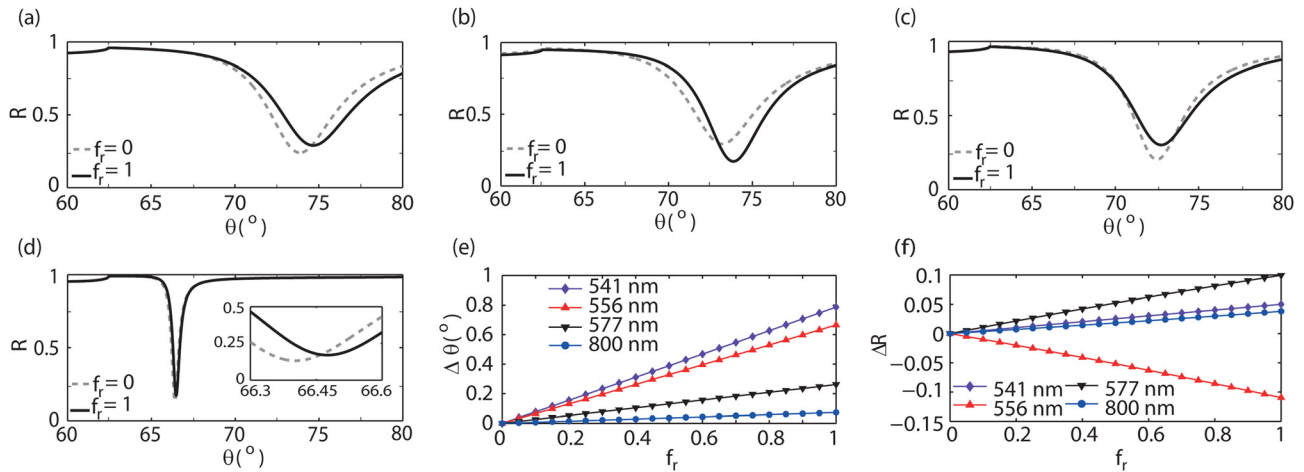 (a)
1
0.5
0
R
f_r = 0
f_r = 1
60 65 70 75 80
θ(°)
(b)
1
0.5
0
R
f_r = 0
f_r = 1
60 65 70 75 80
θ(°)
(c)
1
0.5
0
R
f_r = 0
f_r = 1
60 65 70 75 80
θ(°)
(d)
1
0.5
0
R
f_r = 0
f_r = 1
60 65 70 75 80
θ(°)
0.5
0.25
0
66.3 66.45 66.6
(e)
1
0.8
0.6
0.4
0.2
0
Δ θ(°)
541 nm
556 nm
577 nm
800 nm
0 0.2 0.4 0.6 0.8 1
f_r
(f)
0.1
0.05
0
−0.05
−0.1
−0.15
ΔR
541 nm 577 nm
556 nm 800 nm
0 0.2 0.4 0.6 0.8 1
f_r